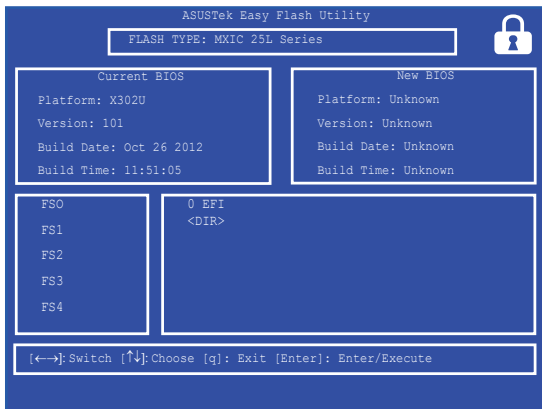 ASUSTek Easy Flash Utility
FLASH TYPE: MXIC 25L Series
Current BIOS
Platform: X302U
Version: 101
Build Date: Oct 26 2012
Build Time: 11:51:05
New BIOS
Platform: Unknown
Version: Unknown
Build Date: Unknown
Build Time: Unknown
FSO
FS1
FS2
FS3
FS4
0 EFI
<DIR>
[←→]: Switch [↑↓]: Choose [q]: Exit [Enter]: Enter/Execute